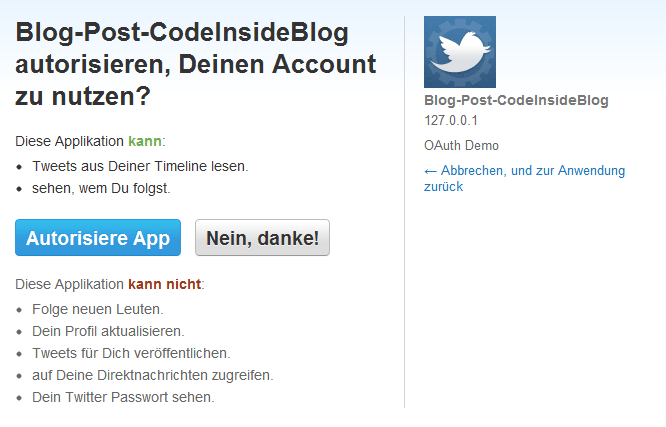 Blog-Post-CodeInsideBlog
autorisieren, Deinen Account
zu nutzen?
Diese Applikation kann:
Tweets aus Deiner Timeline lesen.
sehen, wem Du folgst.
Autorisiere App
Nein, danke!
Diese Applikation kann nicht:
Folge neuen Leuten.
Dein Profil aktualisieren.
Tweets für Dich veröffentlichen.
auf Deine Direktnachrichten zugreifen.
Dein Twitter Passwort sehen.
Blog-Post-CodeInsideBlog
127.0.0.1
OAuth Demo
← Abbrechen, und zur Anwendung
zurück